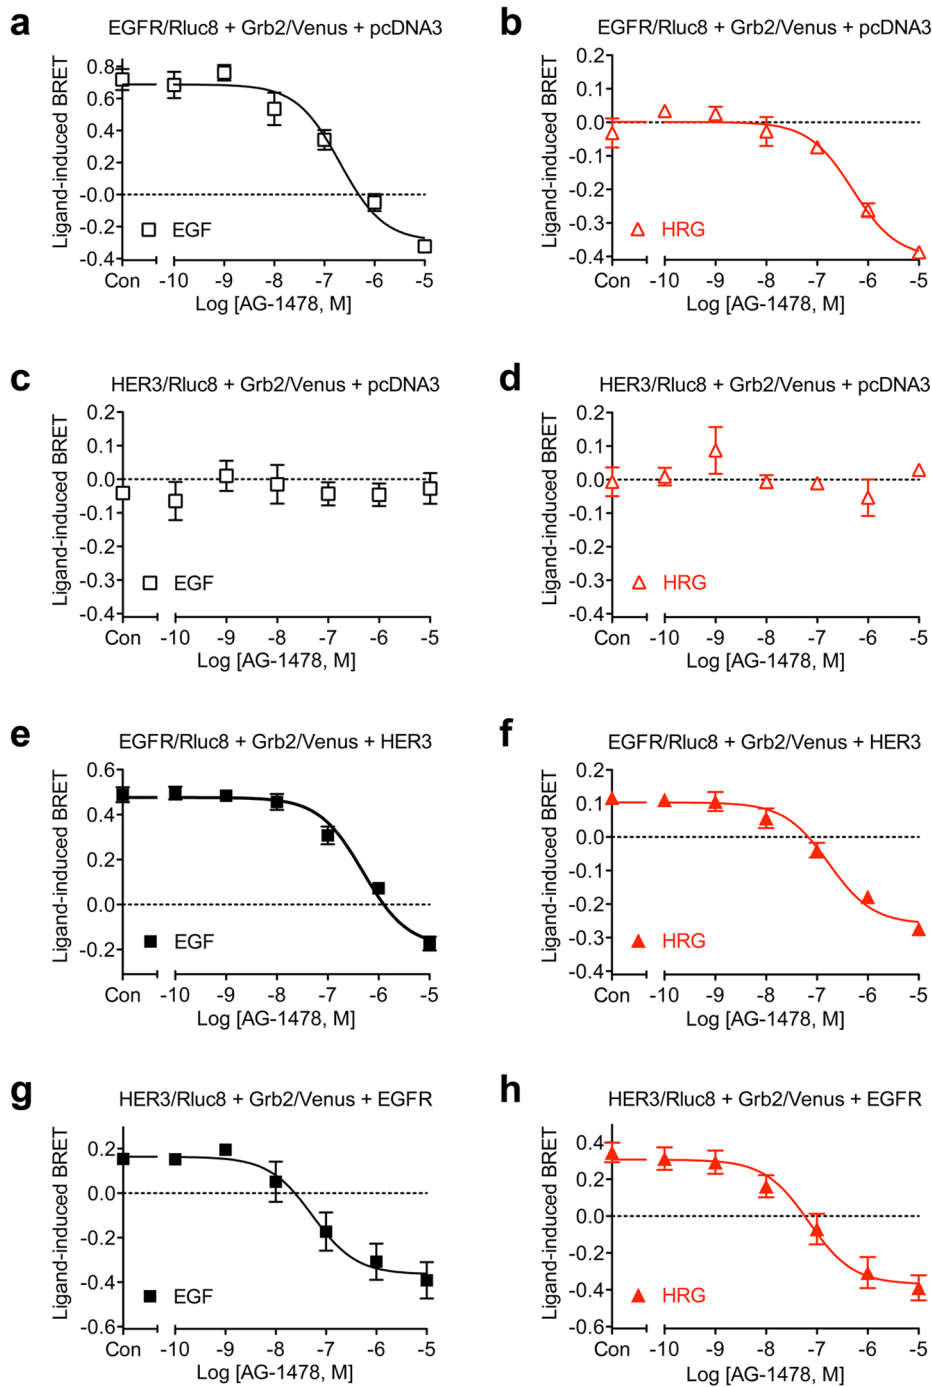 a
EGFR/Rluc8 + Grb2/Venus + pcDNA3
Ligand-induced BRET
0.8
0.6
0.4
0.2
-0.0
-0.2
-0.4
EGF
Con -10 -9 -8 -7 -6 -5
Log [AG-1478, M]
b
EGFR/Rluc8 + Grb2/Venus + pcDNA3
Ligand-induced BRET
0.2
0.1
0.0
-0.1
-0.2
-0.3
-0.4
HRG
Con -10 -9 -8 -7 -6 -5
Log [AG-1478, M]
c
HER3/Rluc8 + Grb2/Venus + pcDNA3
Ligand-induced BRET
0.2
0.1
0.0
-0.1
-0.2
-0.3
-0.4
EGF
Con -10 -9 -8 -7 -6 -5
Log [AG-1478, M]
d
HER3/Rluc8 + Grb2/Venus + pcDNA3
Ligand-induced BRET
0.2
0.1
0.0
-0.1
-0.2
-0.3
-0.4
HRG
Con -10 -9 -8 -7 -6 -5
Log [AG-1478, M]
e
EGFR/Rluc8 + Grb2/Venus + HER3
Ligand-induced BRET
0.6
0.4
0.2
0.0
-0.2
EGF
Con -10 -9 -8 -7 -6 -5
Log [AG-1478, M]
f
EGFR/Rluc8 + Grb2/Venus + HER3
Ligand-induced BRET
0.2
0.1
0.0
-0.1
-0.2
-0.3
-0.4
HRG
Con -10 -9 -8 -7 -6 -5
Log [AG-1478, M]
g
HER3/Rluc8 + Grb2/Venus + EGFR
Ligand-induced BRET
0.2
0.0
-0.2
-0.4
-0.6
EGF
Con -10 -9 -8 -7 -6 -5
Log [AG-1478, M]
h
HER3/Rluc8 + Grb2/Venus + EGFR
Ligand-induced BRET
0.4
0.2
0.0
-0.2
-0.4
-0.6
HRG
Con -10 -9 -8 -7 -6 -5
Log [AG-1478, M]